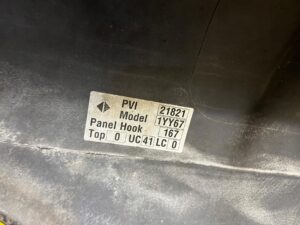 PVI 21821
Model 1YY67
Panel Hook 167
Top 0 UC 41 LC 0